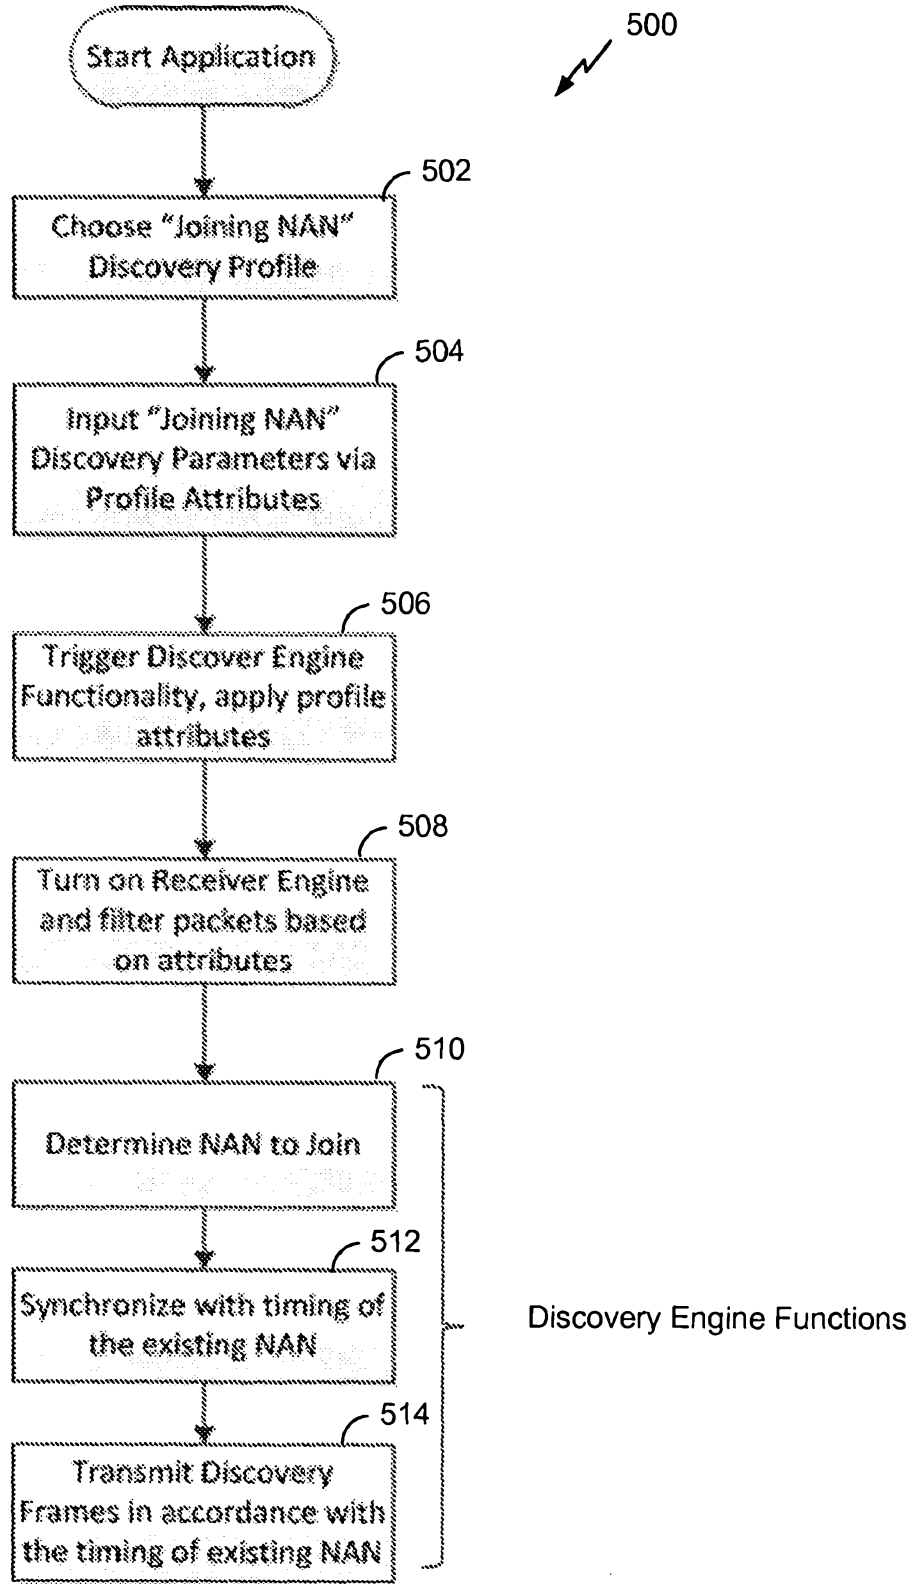 Start Application
500
502
Choose "Joining NAN"
Discovery Profile
504
Input "Joining NAN"
Discovery Parameters via
Profile Attributes
506
Trigger Discover Engine
Functionality, apply profile
attributes
508
Turn on Receiver Engine
and filter packets based
on attributes
510
Determine NAN to Join
512
Synchronize with timing of
the existing NAN
Discovery Engine Functions
514
Transmit Discovery
Frames in accordance with
the timing of existing NAN